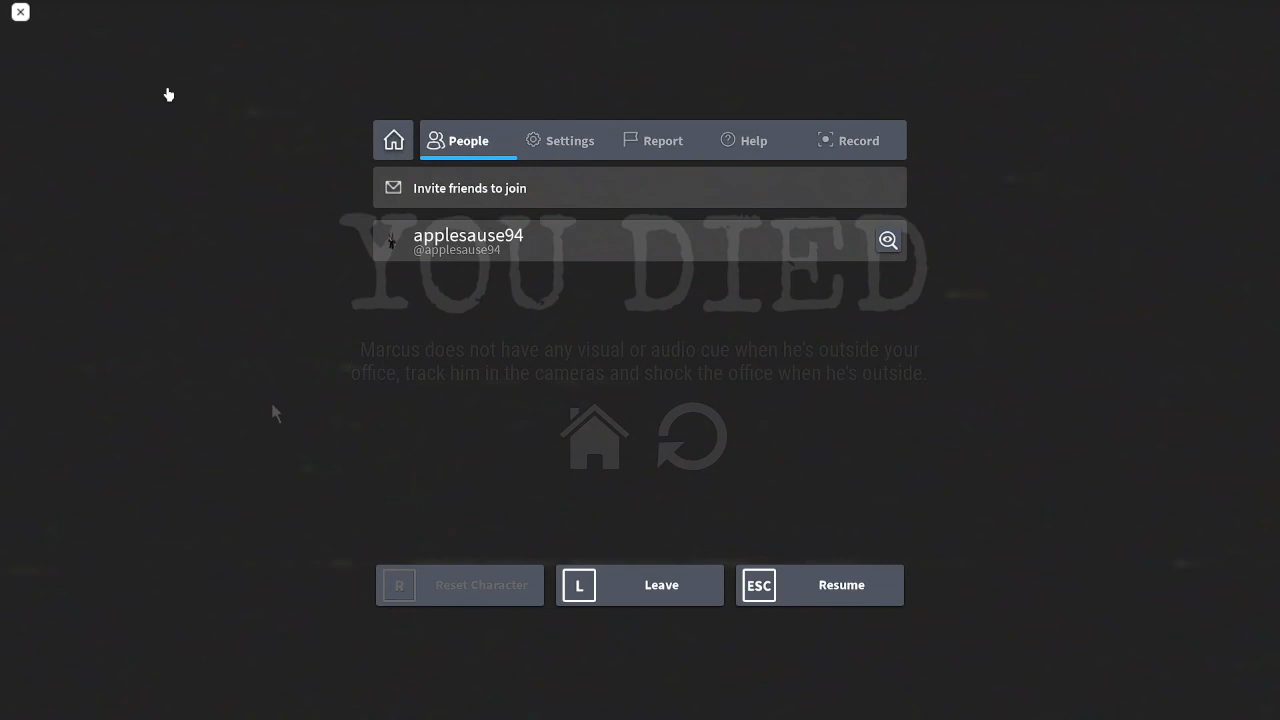 People
Settings
Report
Help
Record
Invite friends to join
applesause94
@applesause94
YOU DIED
Marcus does not have any visual or audio cue when he's outside your
office, track him in the cameras and shock the office when he's outside.
R Reset Character
L Leave
ESC Resume